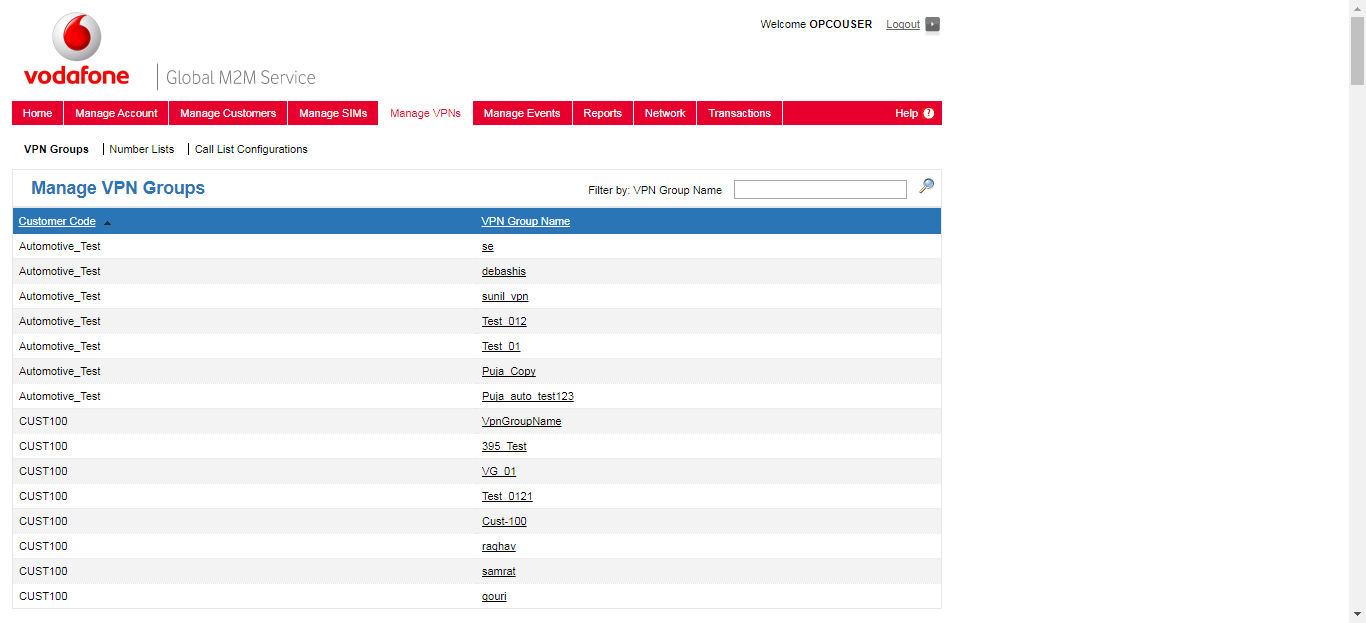 Welcome OPCOUSER Logout
vodafone Global M2M Service
Home Manage Account Manage Customers Manage SIMs Manage VPNs Manage Events Reports Network Transactions Help ?
VPN Groups Number Lists Call List Configurations
Manage VPN Groups Filter by: VPN Group Name
Customer Code VPN Group Name
Automotive_Test se
Automotive_Test debashis
Automotive_Test sunil_vpn
Automotive_Test Test_012
Automotive_Test Test_01
Automotive_Test Puja_Copy
Automotive_Test Puja_auto_test123
CUST100 VpnGroupName
CUST100 395_Test
CUST100 VG_01
CUST100 Test_0121
CUST100 Cust-100
CUST100 raghav
CUST100 samrat
CUST100 gouri